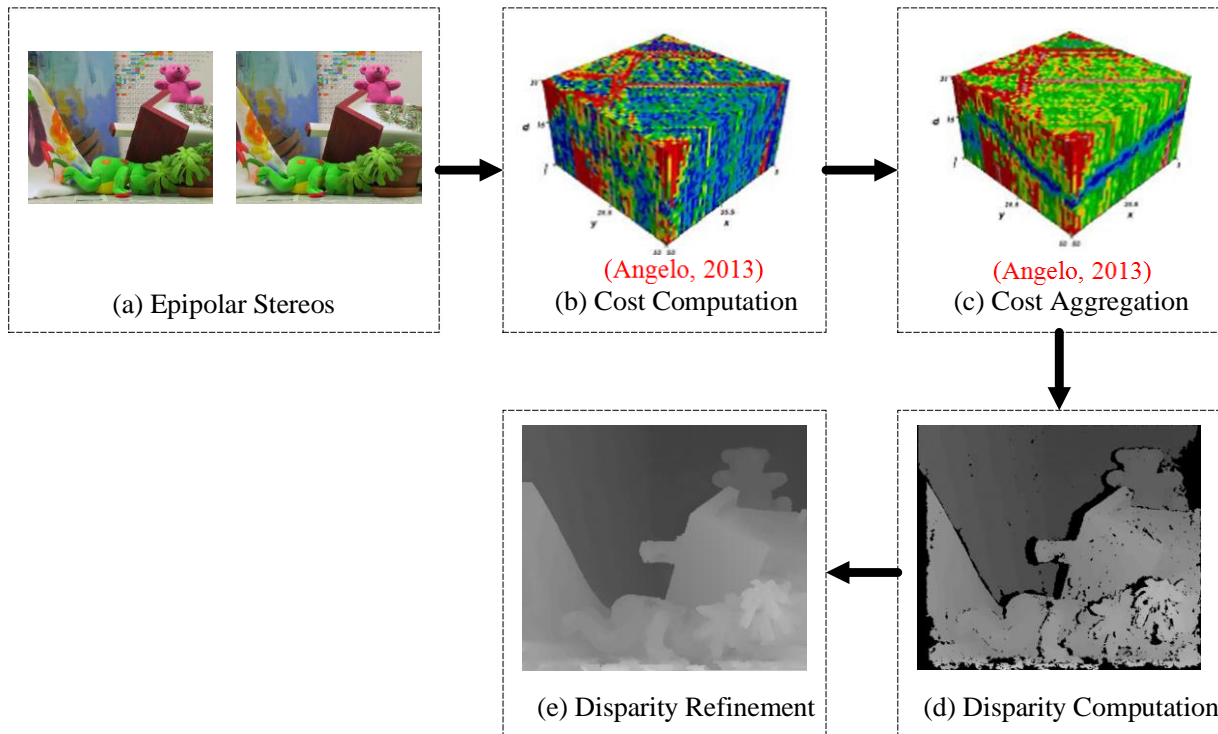 (a) Epipolar Stereos
d
y
x
(Angelo, 2013)
(b) Cost Computation
d
y
x
(Angelo, 2013)
(c) Cost Aggregation
(e) Disparity Refinement
(d) Disparity Computation